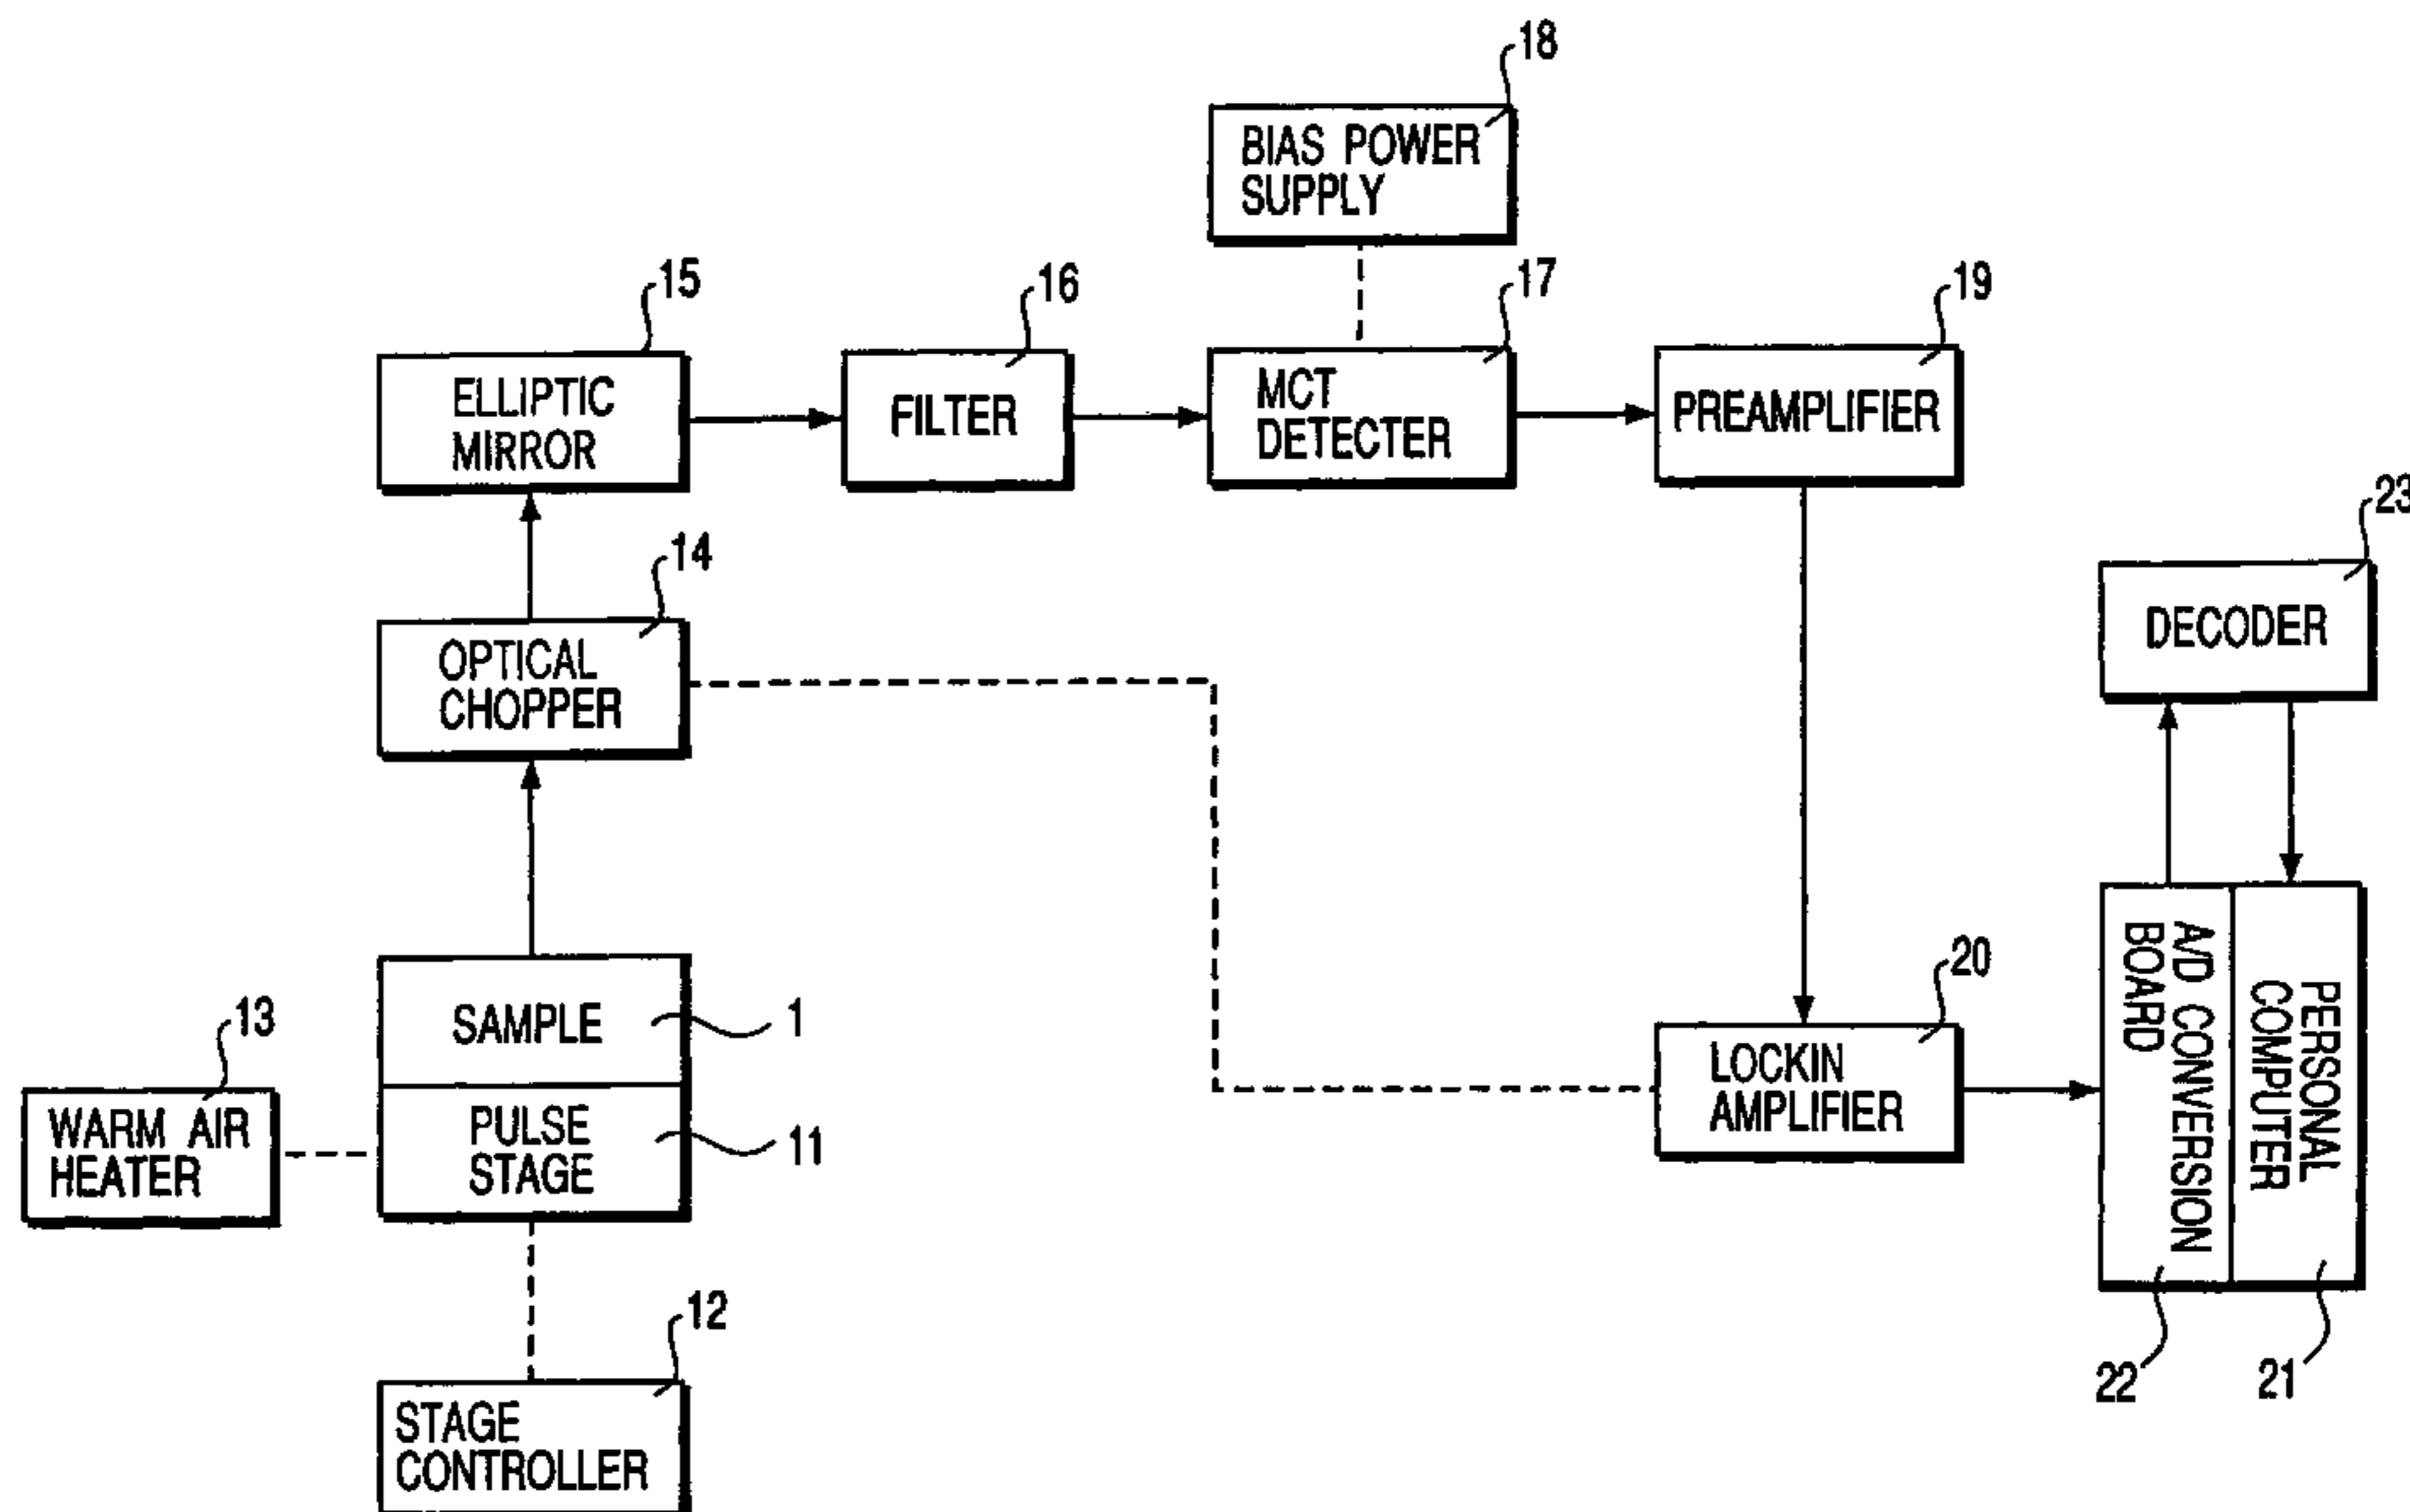 18
BIAS POWER
SUPPLY
15
16
17
19
ELLIPTIC
MIRROR
FILTER
MCT
DETECTER
PREAMPLIFIER
23
14
DECODER
OPTICAL
CHOPPER
20
A/D CONVERSION
BOARD
PERSONAL
COMPUTER
SAMPLE
1
13
LOCKIN
AMPLIFIER
WARM AIR
HEATER
PULSE
STAGE
11
12
22
21
STAGE
CONTROLLER